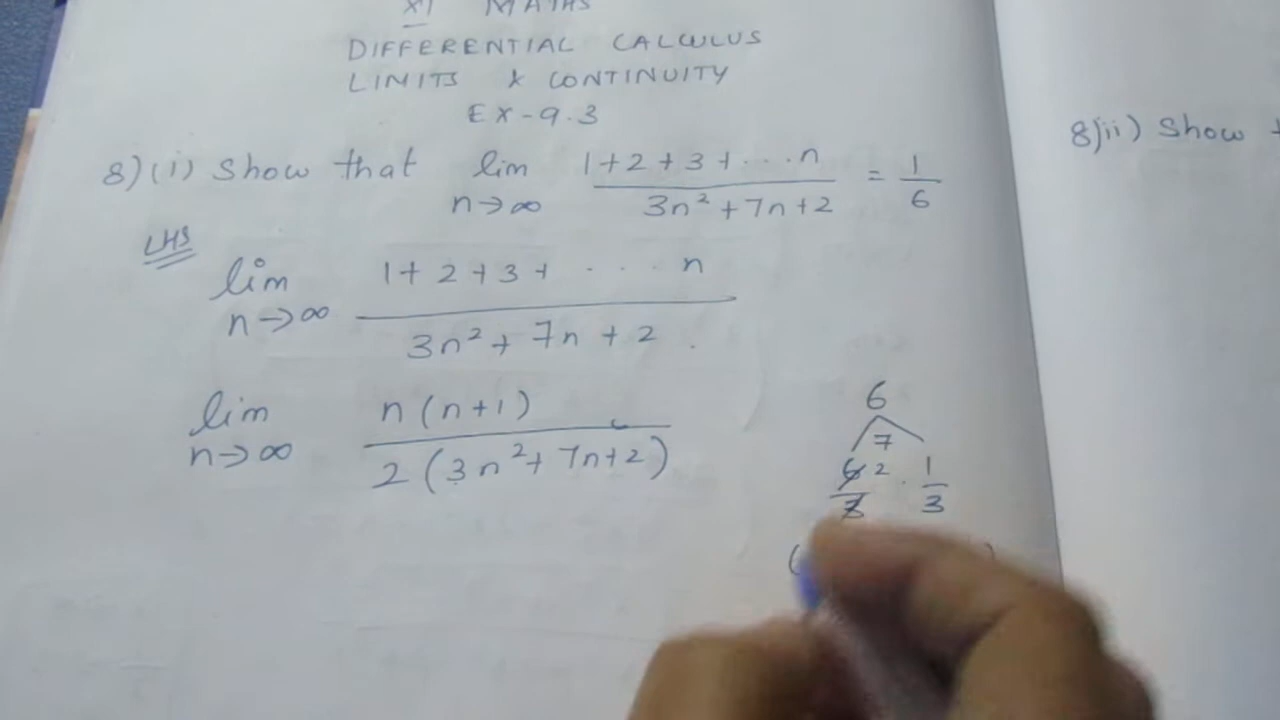 XI MATHS
DIFFERENTIAL CALCULUS
LIMITS & CONTINUITY
EX-9.3
8)(i) Show that lim n→∞ (1+2+3+...n)/(3n²+7n+2) = 1/6
8)ii) Show
LHS
lim n→∞ (1+2+3+ .... n)/(3n²+7n+2)
lim n→∞ n(n+1)/(2(3n²+7n+2))
6
7
6/3 2 . 1/3
(
)